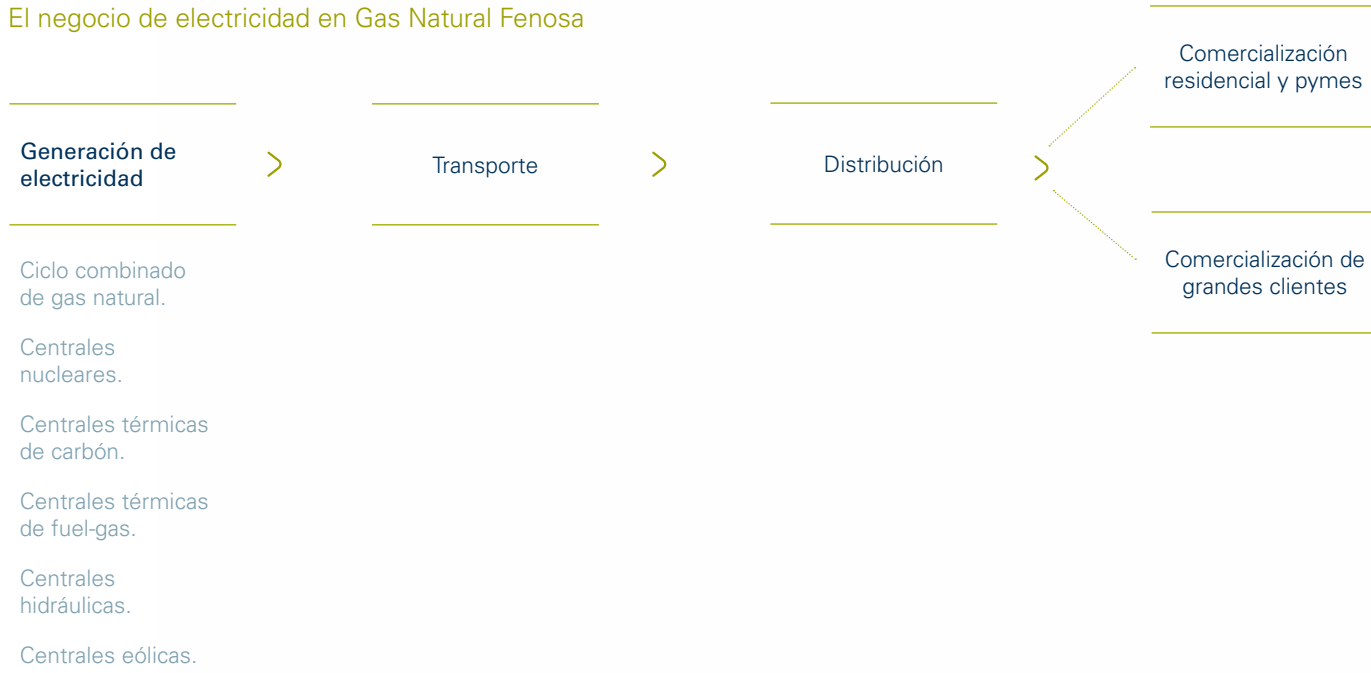 El negocio de electricidad en Gas Natural Fenosa
Generación de
electricidad
Transporte
Distribución
Comercialización
residencial y pymes
Comercialización de
grandes clientes
Ciclo combinado
de gas natural.
Centrales
nucleares.
Centrales térmicas
de carbón.
Centrales térmicas
de fuel-gas.
Centrales
hidráulicas.
Centrales eólicas.